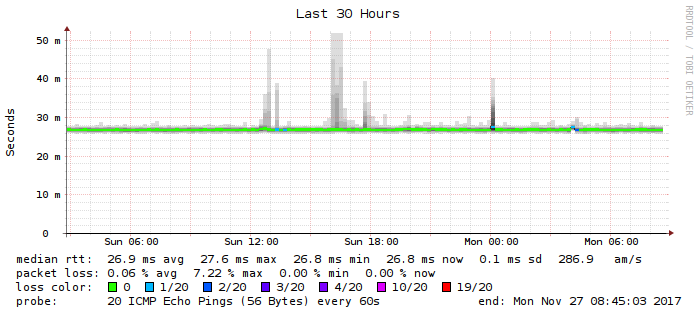 Last 30 Hours
RRDTOOL / TOBI OETIKER
Seconds
50 m
40 m
30 m
20 m
10 m
0
Sun 06:00 Sun 12:00 Sun 18:00 Mon 00:00 Mon 06:00
median rtt: 26.9 ms avg 27.6 ms max 26.8 ms min 26.8 ms now 0.1 ms sd 286.9 am/s
packet loss: 0.06 % avg 7.22 % max 0.00 % min 0.00 % now
loss color: 0 1/20 2/20 3/20 4/20 10/20 19/20
probe: 20 ICMP Echo Pings (56 Bytes) every 60s end: Mon Nov 27 08:45:03 2017